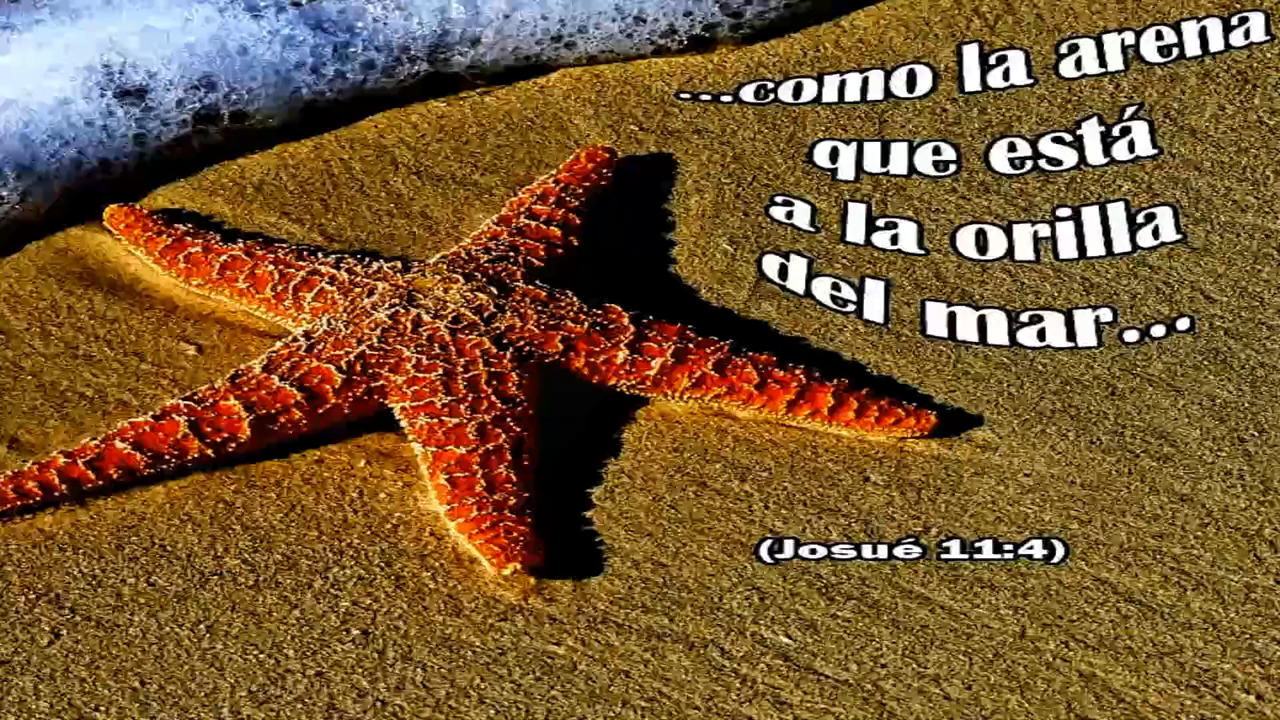 ...como la arena
que está
a la orilla
del mar...
(Josué 11:4)